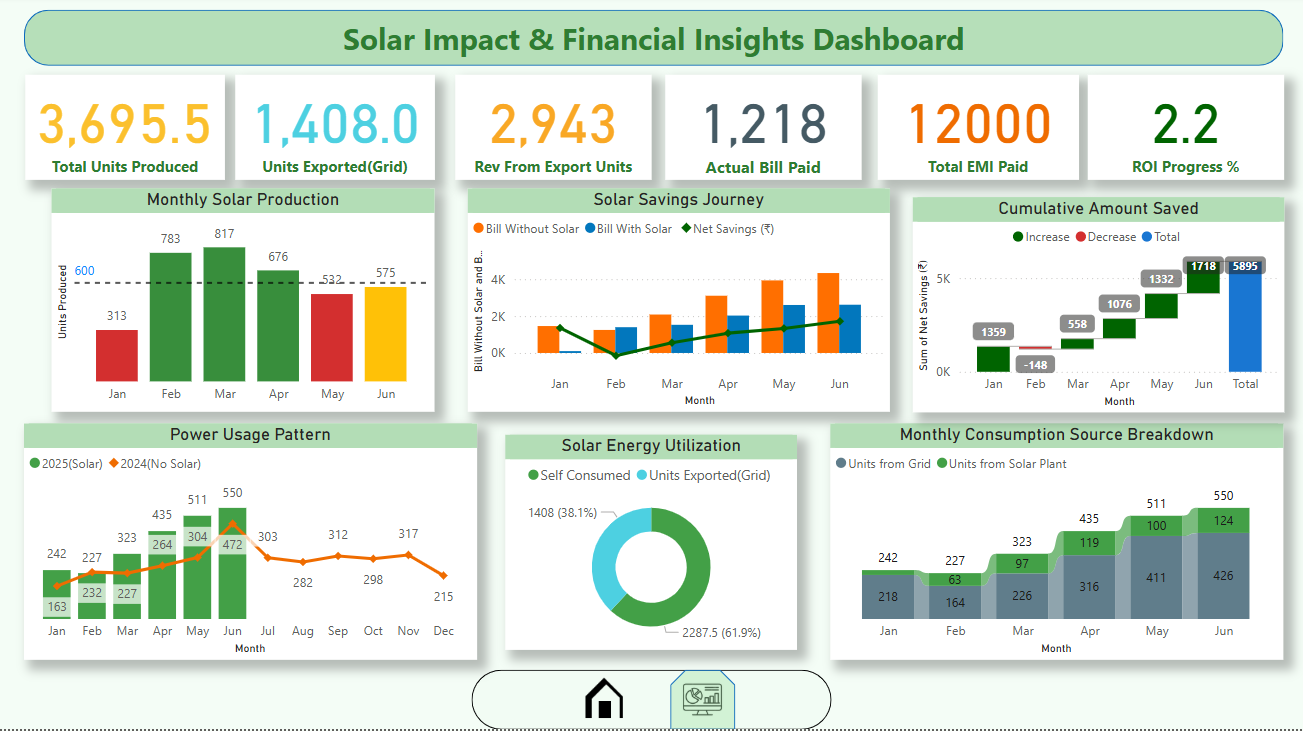 Solar Impact & Financial Insights Dashboard
3,695.5
Total Units Produced
1,408.0
Units Exported(Grid)
2,943
Rev From Export Units
1,218
Actual Bill Paid
12000
Total EMI Paid
2.2
ROI Progress %
Monthly Solar Production
Units Produced
600
313
783
817
676
532
575
Jan Feb Mar Apr May Jun
Solar Savings Journey
Bill Without Solar Bill With Solar Net Savings (₹)
Bill Without Solar and B...
4K
2K
0K
Jan Feb Mar Apr May Jun
Month
Cumulative Amount Saved
Increase Decrease Total
Sum of Net Savings (₹)
5K
0K
1359
-148
558
1076
1332
1718
5895
Jan Feb Mar Apr May Jun Total
Month
Power Usage Pattern
2025(Solar) 2024(No Solar)
242 227 323 435 511 550
163 232 227 264 304 472 303 282 312 298 317 215
Jan Feb Mar Apr May Jun Jul Aug Sep Oct Nov Dec
Month
Solar Energy Utilization
Self Consumed Units Exported(Grid)
1408 (38.1%)
2287.5 (61.9%)
Monthly Consumption Source Breakdown
Units from Grid Units from Solar Plant
242 227 323 435 511 550
63 97 119 100 124
218 164 226 316 411 426
Jan Feb Mar Apr May Jun
Month